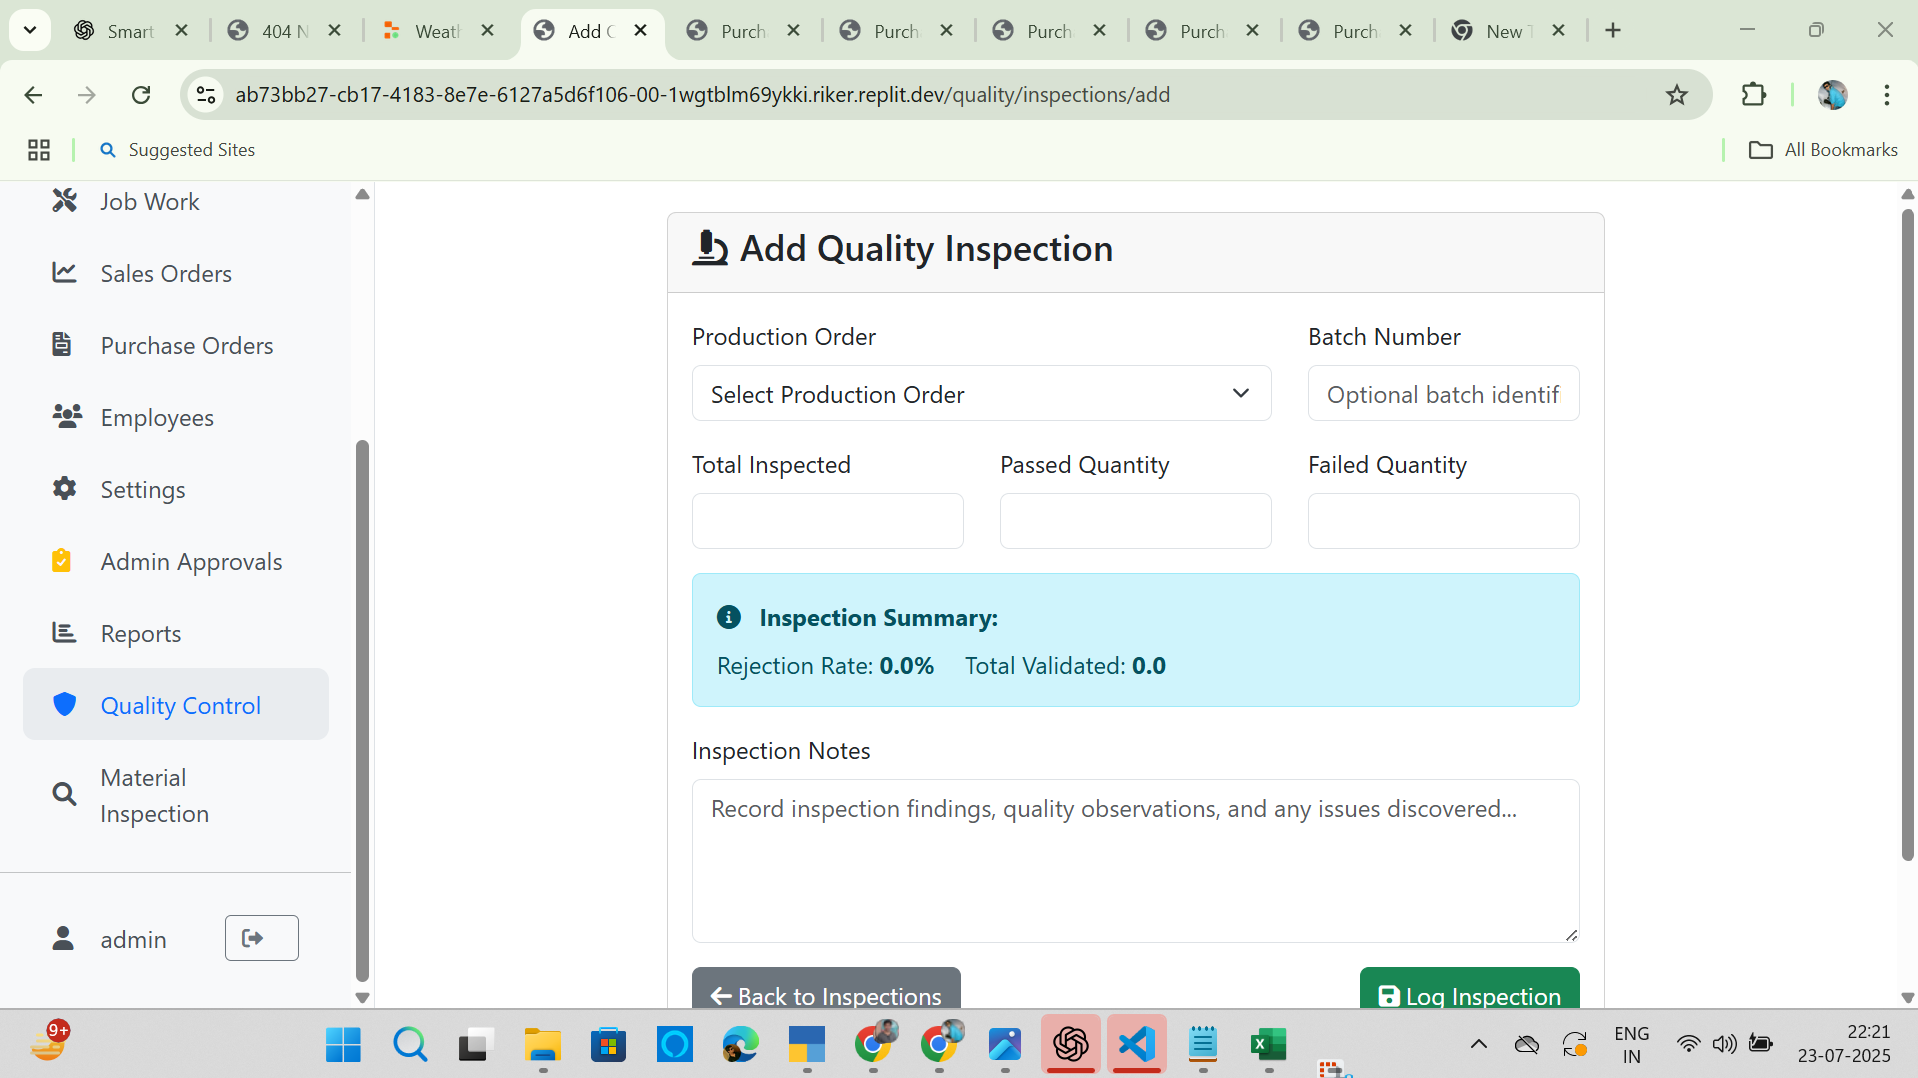 Smart
404 N
Weath
Add Q
Purch
Purch
Purch
Purch
Purch
New T
ab73bb27-cb17-4183-8e7e-6127a5d6f106-00-1wgtblm69ykki.riker.replit.dev/quality/inspections/add
Suggested Sites
All Bookmarks
Job Work
Sales Orders
Purchase Orders
Employees
Settings
Admin Approvals
Reports
Quality Control
Material
Inspection
admin
Add Quality Inspection
Production Order
Batch Number
Select Production Order
Optional batch identifi
Total Inspected
Passed Quantity
Failed Quantity
Inspection Summary:
Rejection Rate: 0.0% Total Validated: 0.0
Inspection Notes
Record inspection findings, quality observations, and any issues discovered...
Back to Inspections
Log Inspection
9+
ENG
IN
22:21
23-07-2025